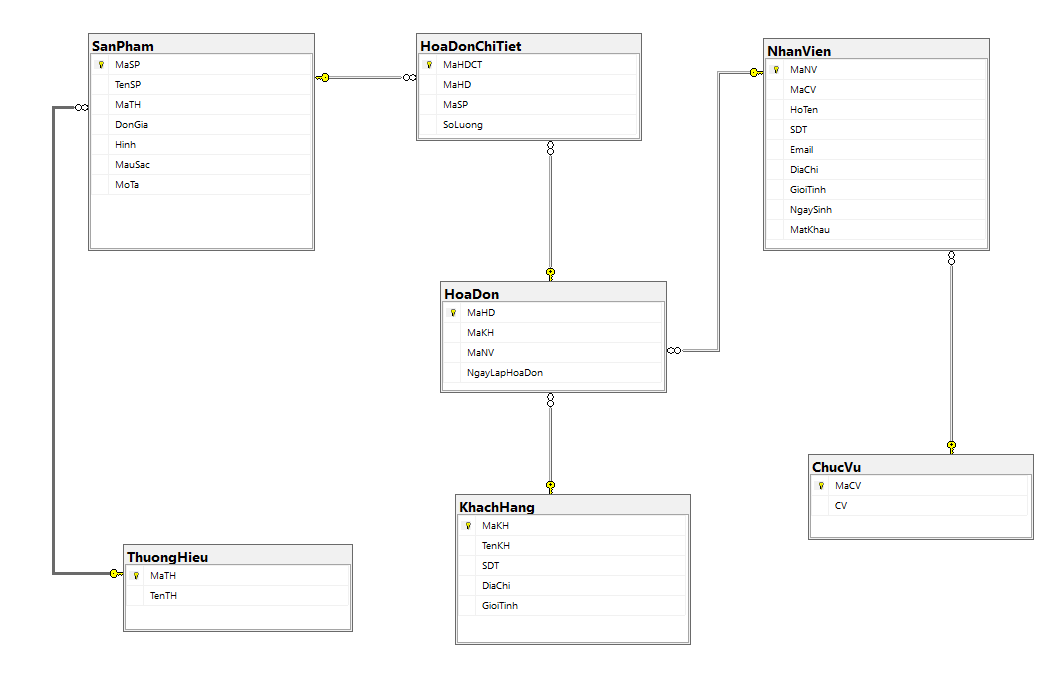 SanPham
MaSP
TenSP
MaTH
DonGia
Hinh
MauSac
MoTa
HoaDonChiTiet
MaHDCT
MaHD
MaSP
SoLuong
NhanVien
MaNV
MaCV
HoTen
SDT
Email
DiaChi
GioiTinh
NgaySinh
MatKhau
HoaDon
MaHD
MaKH
MaNV
NgayLapHoaDon
ChucVu
MaCV
CV
KhachHang
MaKH
TenKH
SDT
DiaChi
GioiTinh
ThuongHieu
MaTH
TenTH